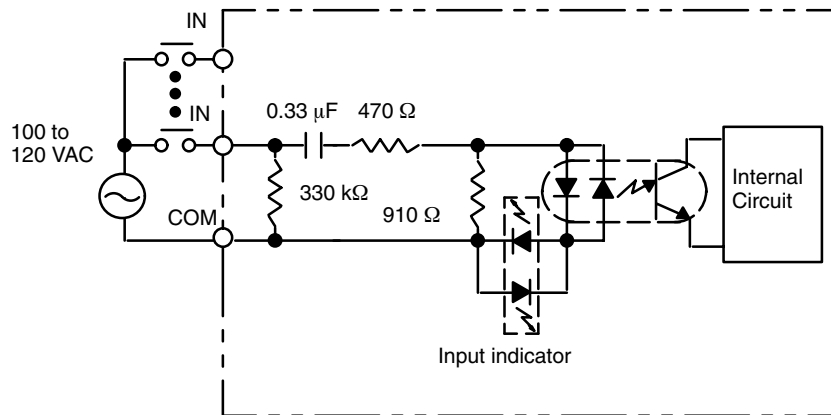 IN
IN
0.33 μF 470 Ω
100 to
120 VAC
330 kΩ
910 Ω
COM
Internal
Circuit
Input indicator